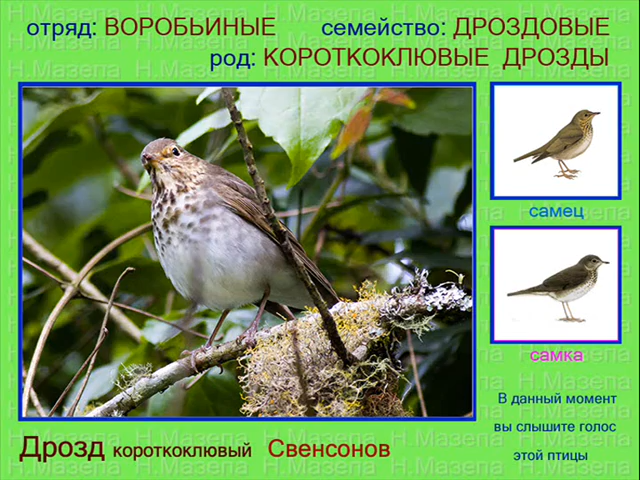 отряд: ВОРОБЬИНЫЕ семейство: ДРОЗДОВЫЕ
род: КОРОТКОКЛЮВЫЕ ДРОЗДЫ
самец
самка
В данный момент
вы слышите голос
этой птицы
Дрозд короткоклювый Свенсонов
Н.Мазепа